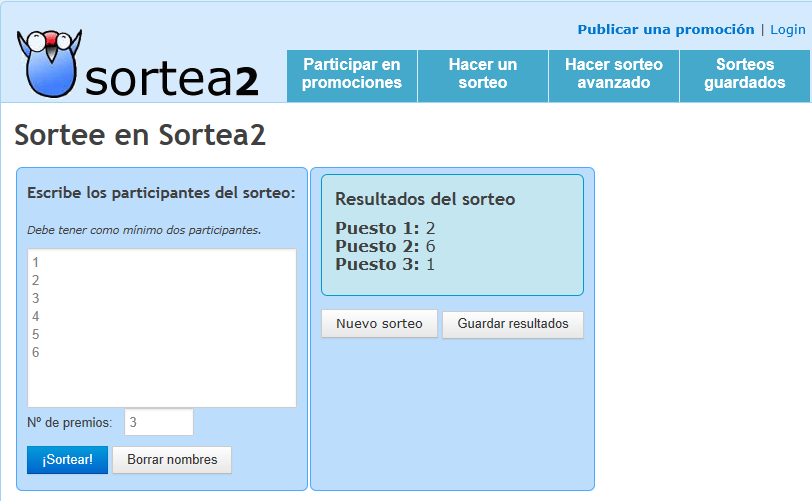 Publicar una promoción | Login
sortea2
Participar en promociones
Hacer un sorteo
Hacer sorteo avanzado
Sorteos guardados
Sortee en Sortea2
Escribe los participantes del sorteo:
Debe tener como mínimo dos participantes.
1
2
3
4
5
6
Nº de premios: 3
¡Sortear!
Borrar nombres
Resultados del sorteo
Puesto 1: 2
Puesto 2: 6
Puesto 3: 1
Nuevo sorteo
Guardar resultados